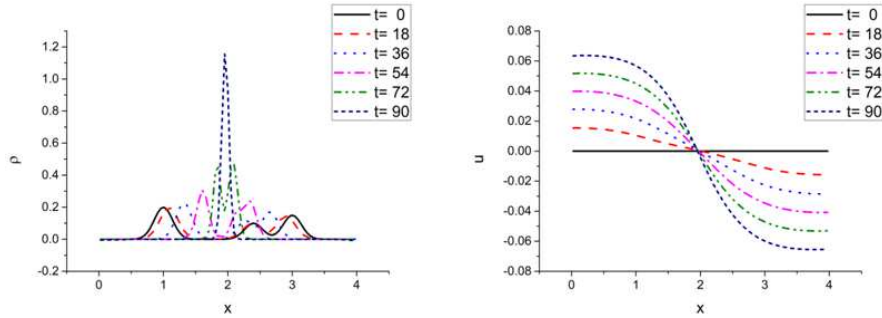 t= 0
t= 18
t= 36
t= 54
t= 72
t= 90
1.2
1.0
0.8
0.6
0.4
0.2
0.0
-0.2
ρ
0 1 2 3 4
x
t= 0
t= 18
t= 36
t= 54
t= 72
t= 90
0.08
0.06
0.04
0.02
0.00
-0.02
-0.04
-0.06
-0.08
u
0 1 2 3 4
x